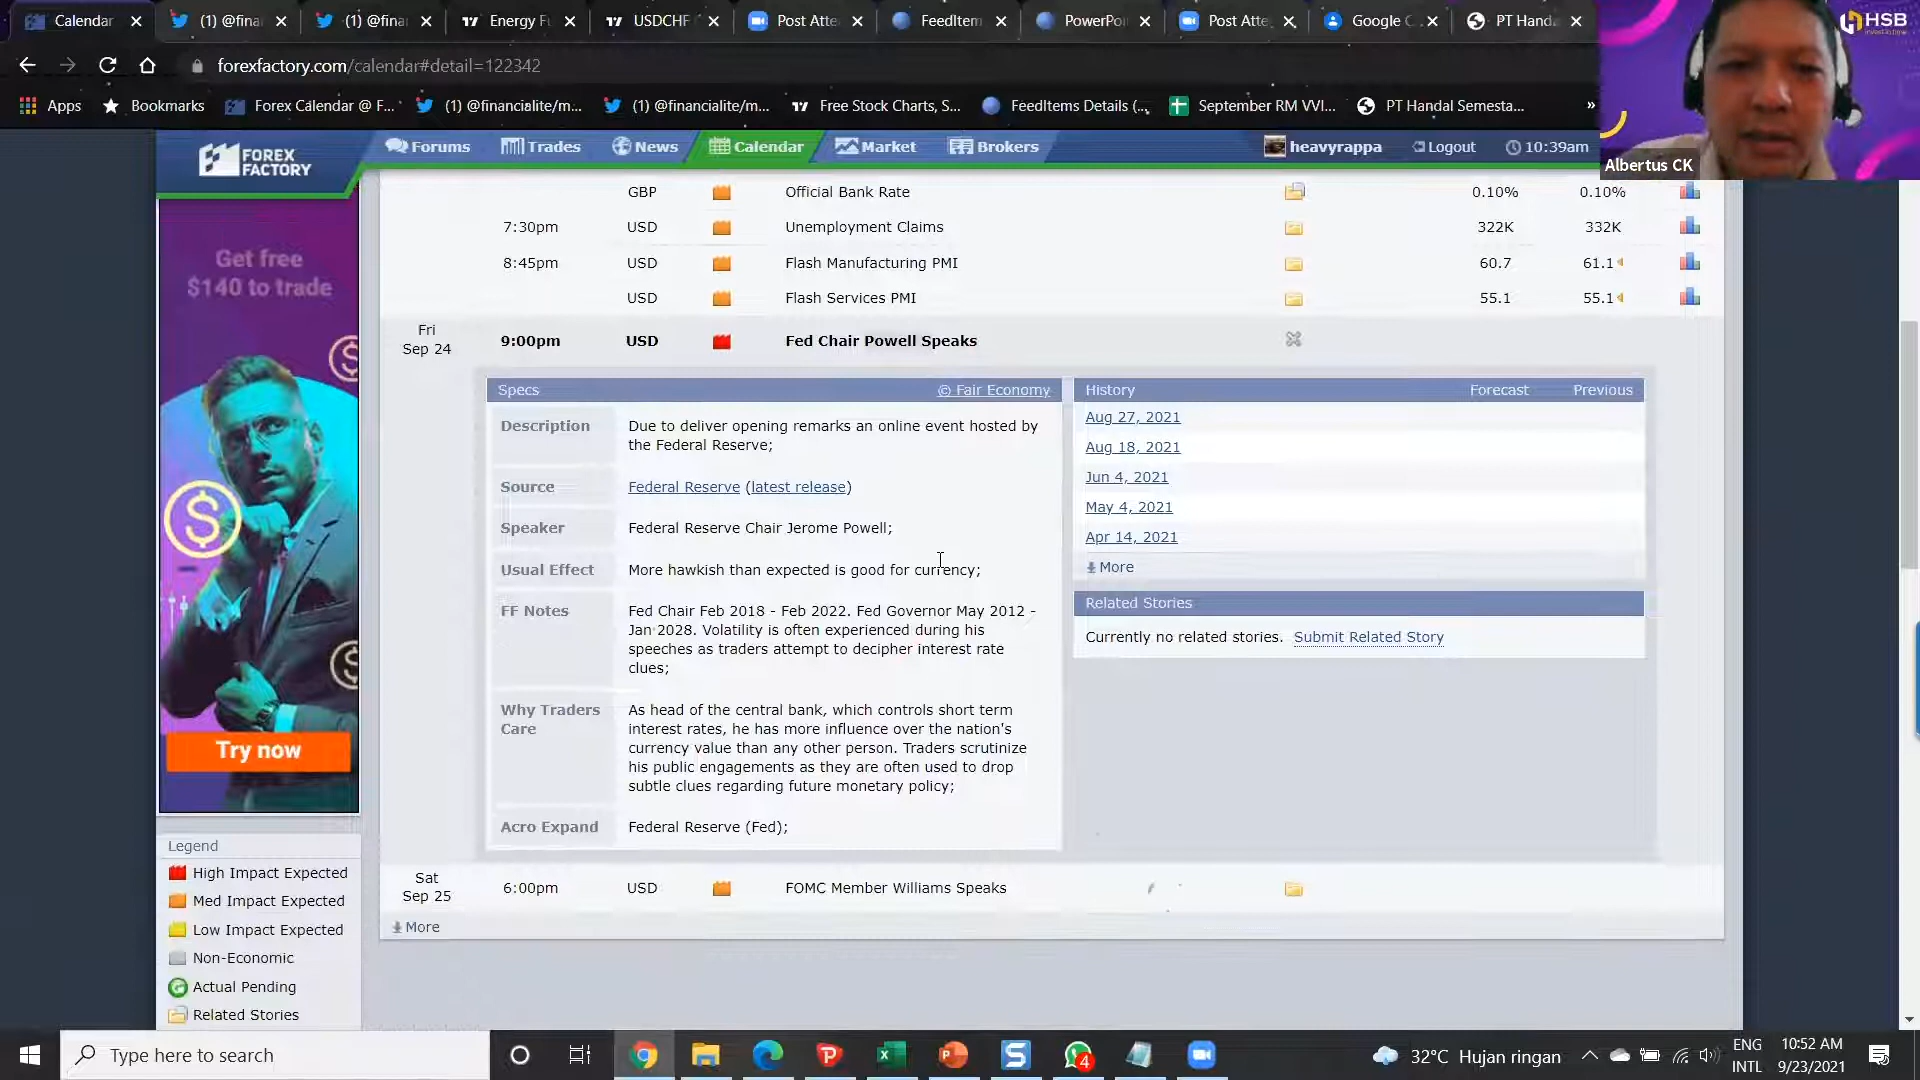 Calendar
(1) @finan
(1) @finan
Energy Fu
USDCHF
Post Atte
FeedItem
PowerPoi
Post Atte
Google C
PT Handa
HSB
forexfactory.com/calendar#detail=122342
Apps
Bookmarks
Forex Calendar @ F...
(1) @financialite/m...
(1) @financialite/m...
Free Stock Charts, S...
FeedItems Details (...
September RM VVI...
PT Handal Semesta...
»
Albertus CK
FOREX FACTORY
Forums
Trades
News
Calendar
Market
Brokers
heavyrappa
Logout
10:39am
GBP Official Bank Rate 0.10% 0.10%
7:30pm USD Unemployment Claims 322K 332K
8:45pm USD Flash Manufacturing PMI 60.7 61.1
USD Flash Services PMI 55.1 55.1
Fri
Sep 24
9:00pm USD Fed Chair Powell Speaks
Specs © Fair Economy
Description
Due to deliver opening remarks an online event hosted by
the Federal Reserve;
Source
Federal Reserve (latest release)
Speaker
Federal Reserve Chair Jerome Powell;
Usual Effect
More hawkish than expected is good for currency;
FF Notes
Fed Chair Feb 2018 - Feb 2022. Fed Governor May 2012 -
Jan 2028. Volatility is often experienced during his
speeches as traders attempt to decipher interest rate
clues;
Why Traders
Care
As head of the central bank, which controls short term
interest rates, he has more influence over the nation's
currency value than any other person. Traders scrutinize
his public engagements as they are often used to drop
subtle clues regarding future monetary policy;
Acro Expand
Federal Reserve (Fed);
History Forecast Previous
Aug 27, 2021
Aug 18, 2021
Jun 4, 2021
May 4, 2021
Apr 14, 2021
More
Related Stories
Currently no related stories. Submit Related Story
Sat
Sep 25
6:00pm USD FOMC Member Williams Speaks
More
Get free
$140 to trade
Try now
Legend
High Impact Expected
Med Impact Expected
Low Impact Expected
Non-Economic
Actual Pending
Related Stories
Type here to search
4
32°C Hujan ringan
ENG
INTL
10:52 AM
9/23/2021